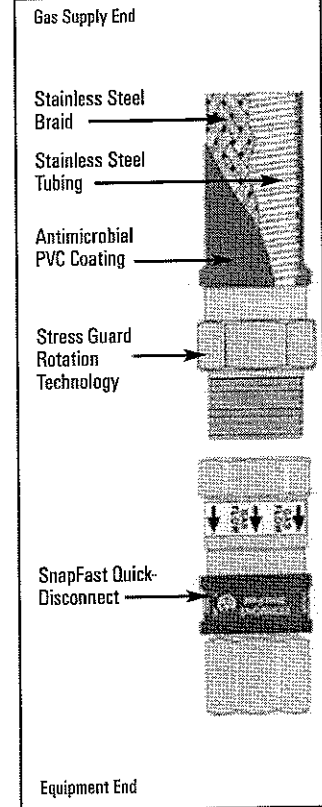 Gas Supply End
Stainless Steel
Braid
Stainless Steel
Tubing
Antimicrobial
PVC Coating
Stress Guard
Rotation
Technology
SnapFast Quick-
Disconnect
Equipment End